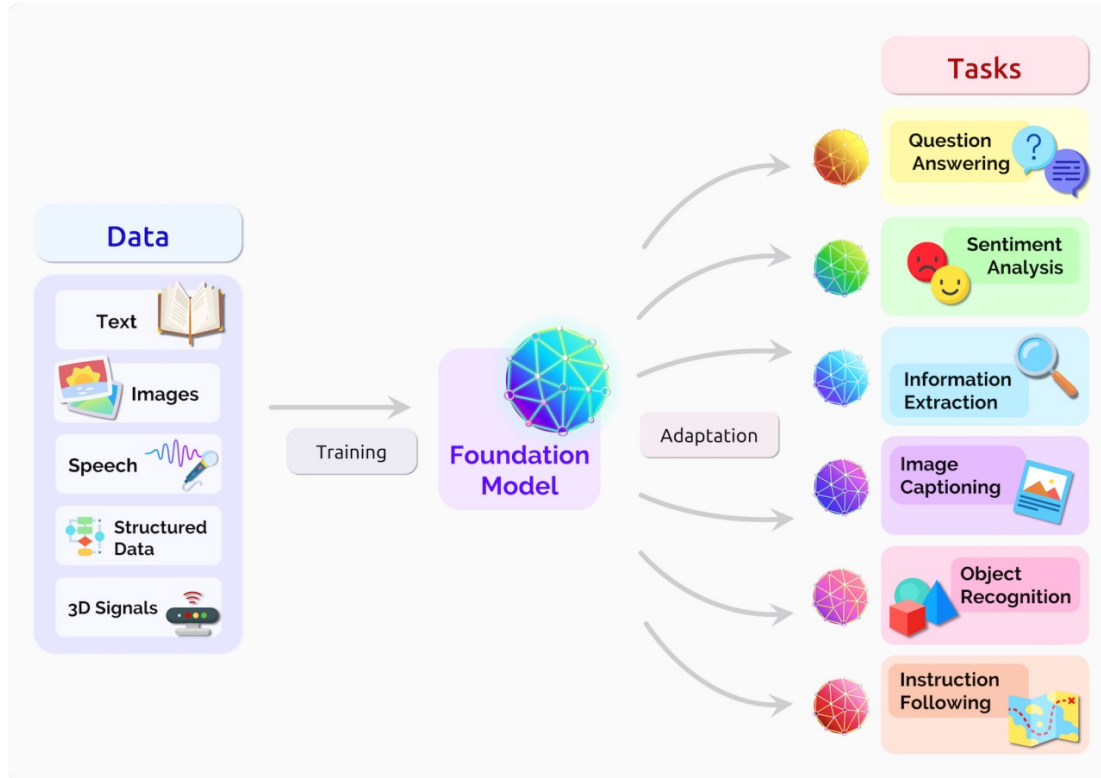 Data
Text
Images
Speech
Structured
Data
3D Signals
Training
Foundation
Model
Adaptation
Tasks
Question
Answering
?
Sentiment
Analysis
Information
Extraction
Image
Captioning
Object
Recognition
Instruction
Following